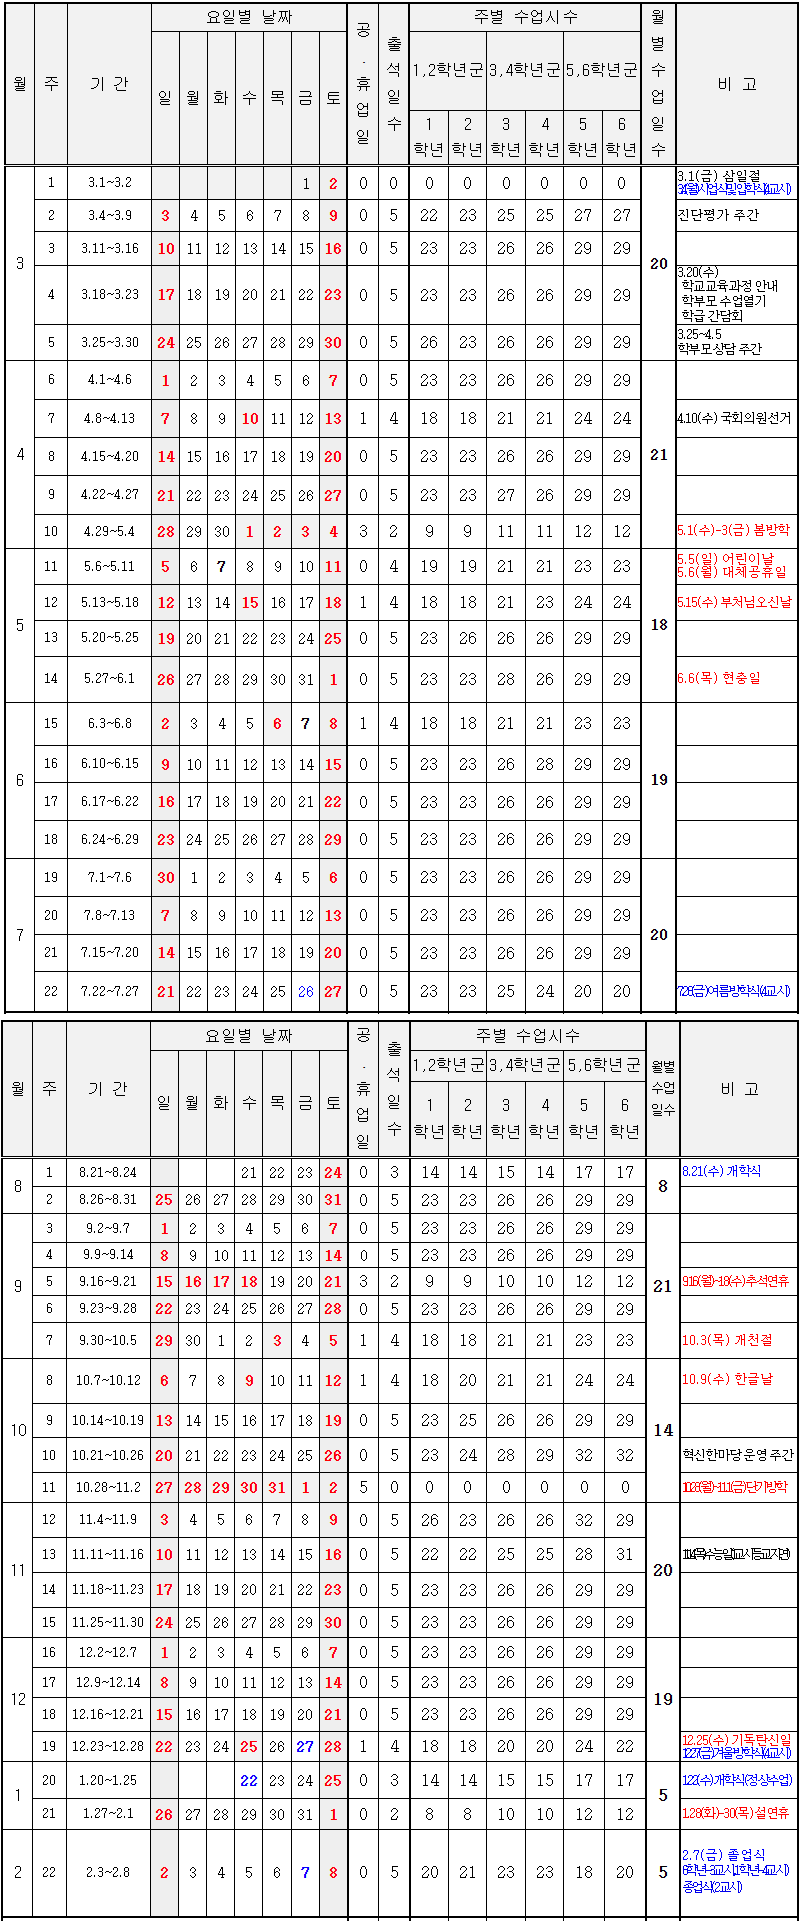 월 주 기 간 요일별 날짜 공·휴업일 출석일수 주별 수업시수 월별수업일수 비 고
일 월 화 수 목 금 토 1,2학년군 3,4학년군 5,6학년군
1학년 2학년 3학년 4학년 5학년 6학년
3 1 3.1~3.2 1 2 0 0 0 0 0 0 0 0 20 3.1(금) 삼일절
3.4(월)시업식및입학식(4교시)
2 3.4~3.9 3 4 5 6 7 8 9 0 5 22 23 25 25 27 27 진단평가 주간
3 3.11~3.16 10 11 12 13 14 15 16 0 5 23 23 26 26 29 29
4 3.18~3.23 17 18 19 20 21 22 23 0 5 23 23 26 26 29 29 3.20(수)
학교교육과정 안내
학부모 수업열기
학급 간담회
5 3.25~3.30 24 25 26 27 28 29 30 0 5 26 23 26 26 29 29 3.25~4.5
학부모상담 주간
4 6 4.1~4.6 1 2 3 4 5 6 7 0 5 23 23 26 26 29 29 21
7 4.8~4.13 7 8 9 10 11 12 13 1 4 18 18 21 21 24 24 4.10(수) 국회의원선거
8 4.15~4.20 14 15 16 17 18 19 20 0 5 23 23 26 26 29 29
9 4.22~4.27 21 22 23 24 25 26 27 0 5 23 23 27 26 29 29
10 4.29~5.4 28 29 30 1 2 3 4 3 2 9 9 11 11 12 12 5.1(수)-3(금) 봄방학
5 11 5.6~5.11 5 6 7 8 9 10 11 0 4 19 19 21 21 23 23 18 5.5(일) 어린이날
5.6(월) 대체공휴일
12 5.13~5.18 12 13 14 15 16 17 18 1 4 18 18 21 23 24 24 5.15(수) 부처님오신날
13 5.20~5.25 19 20 21 22 23 24 25 0 5 23 26 26 26 29 29
14 5.27~6.1 26 27 28 29 30 31 1 0 5 23 23 28 26 29 29 6.6(목) 현충일
6 15 6.3~6.8 2 3 4 5 6 7 8 1 4 18 18 21 21 23 23 19
16 6.10~6.15 9 10 11 12 13 14 15 0 5 23 23 26 28 29 29
17 6.17~6.22 16 17 18 19 20 21 22 0 5 23 23 26 26 29 29
18 6.24~6.29 23 24 25 26 27 28 29 0 5 23 23 26 26 29 29
7 19 7.1~7.6 30 1 2 3 4 5 6 0 5 23 23 26 26 29 29 20
20 7.8~7.13 7 8 9 10 11 12 13 0 5 23 23 26 26 29 29
21 7.15~7.20 14 15 16 17 18 19 20 0 5 23 23 26 26 29 29
22 7.22~7.27 21 22 23 24 25 26 27 0 5 23 23 25 24 20 20 7.26(금)여름방학식(4교시)
월 주 기 간 요일별 날짜 공·휴업일 출석일수 주별 수업시수 월별수업일수 비 고
일 월 화 수 목 금 토 1,2학년군 3,4학년군 5,6학년군
1학년 2학년 3학년 4학년 5학년 6학년
8 1 8.21~8.24 21 22 23 24 0 3 14 14 15 14 17 17 8 8.21(수) 개학식
2 8.26~8.31 25 26 27 28 29 30 31 0 5 23 23 26 26 29 29
9 3 9.2~9.7 1 2 3 4 5 6 7 0 5 23 23 26 26 29 29 21
4 9.9~9.14 8 9 10 11 12 13 14 0 5 23 23 26 26 29 29
5 9.16~9.21 15 16 17 18 19 20 21 3 2 9 9 10 10 12 12 9.16(월)~18(수)추석연휴
6 9.23~9.28 22 23 24 25 26 27 28 0 5 23 23 26 26 29 29
7 9.30~10.5 29 30 1 2 3 4 5 1 4 18 18 21 21 23 23 10.3(목) 개천절
10 8 10.7~10.12 6 7 8 9 10 11 12 1 4 18 20 21 21 24 24 14 10.9(수) 한글날
9 10.14~10.19 13 14 15 16 17 18 19 0 5 23 25 26 26 29 29
10 10.21~10.26 20 21 22 23 24 25 26 0 5 23 24 28 29 32 32 혁신한마당 운영 주간
11 10.28~11.2 27 28 29 30 31 1 2 5 0 0 0 0 0 0 0 10.28(월)~11.1(금)단기방학
11 12 11.4~11.9 3 4 5 6 7 8 9 0 5 26 23 26 26 32 29 20
13 11.11~11.16 10 11 12 13 14 15 16 0 5 22 22 25 25 28 31 11.14(목)수능일(교시등교지연)
14 11.18~11.23 17 18 19 20 21 22 23 0 5 23 23 26 26 29 29
15 11.25~11.30 24 25 26 27 28 29 30 0 5 23 23 26 26 29 29
12 16 12.2~12.7 1 2 3 4 5 6 7 0 5 23 23 26 26 29 29 19
17 12.9~12.14 8 9 10 11 12 13 14 0 5 23 23 26 26 29 29
18 12.16~12.21 15 16 17 18 19 20 21 0 5 23 23 26 26 29 29
19 12.23~12.28 22 23 24 25 26 27 28 1 4 18 18 20 20 24 22 12.25(수) 기독탄신일
12.27(금)겨울방학식(4교시)
1 20 1.20~1.25 22 23 24 25 0 3 14 14 15 15 17 17 5 1.22(수)개학식(정상수업)
21 1.27~2.1 26 27 28 29 30 31 1 0 2 8 8 10 10 12 12 1.28(화)-30(목)설연휴
2 22 2.3~2.8 2 3 4 5 6 7 8 0 5 20 21 23 23 18 20 5 2.7(금) 졸업식
6학년-3교시,1학년-4교시)
종업식(2교시)